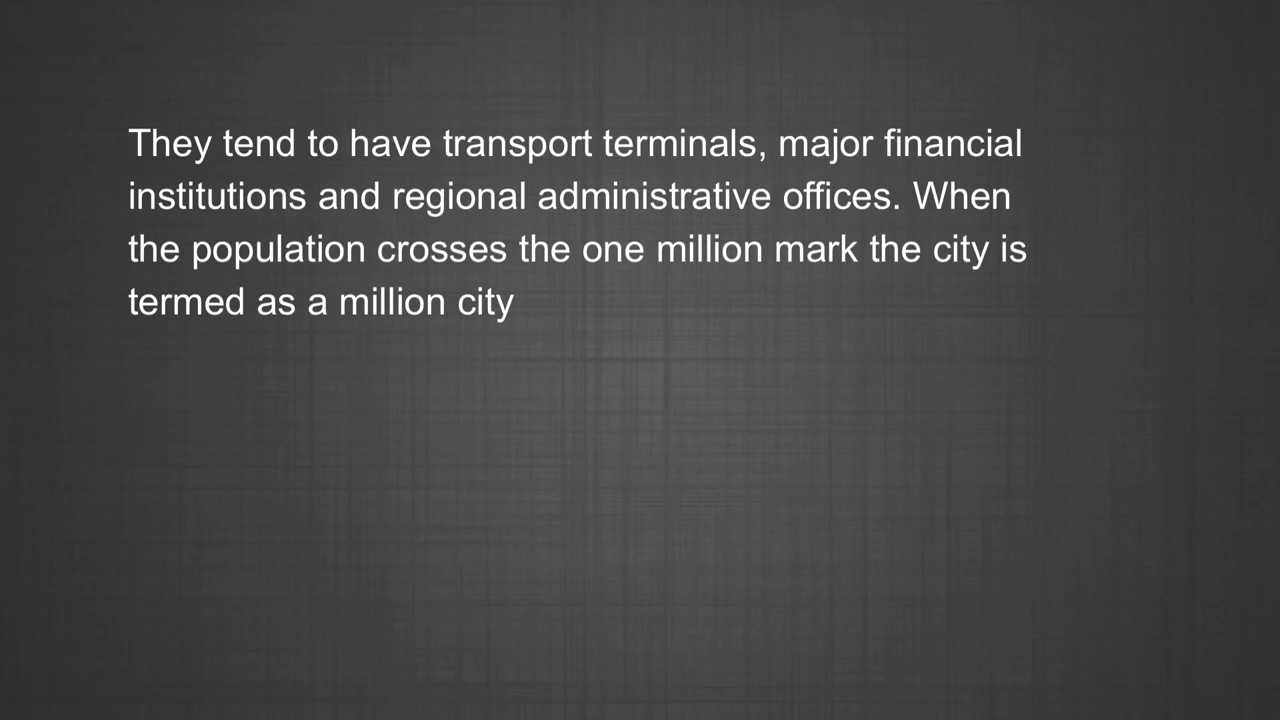 They tend to have transport terminals, major financial
institutions and regional administrative offices. When
the population crosses the one million mark the city is
termed as a million city